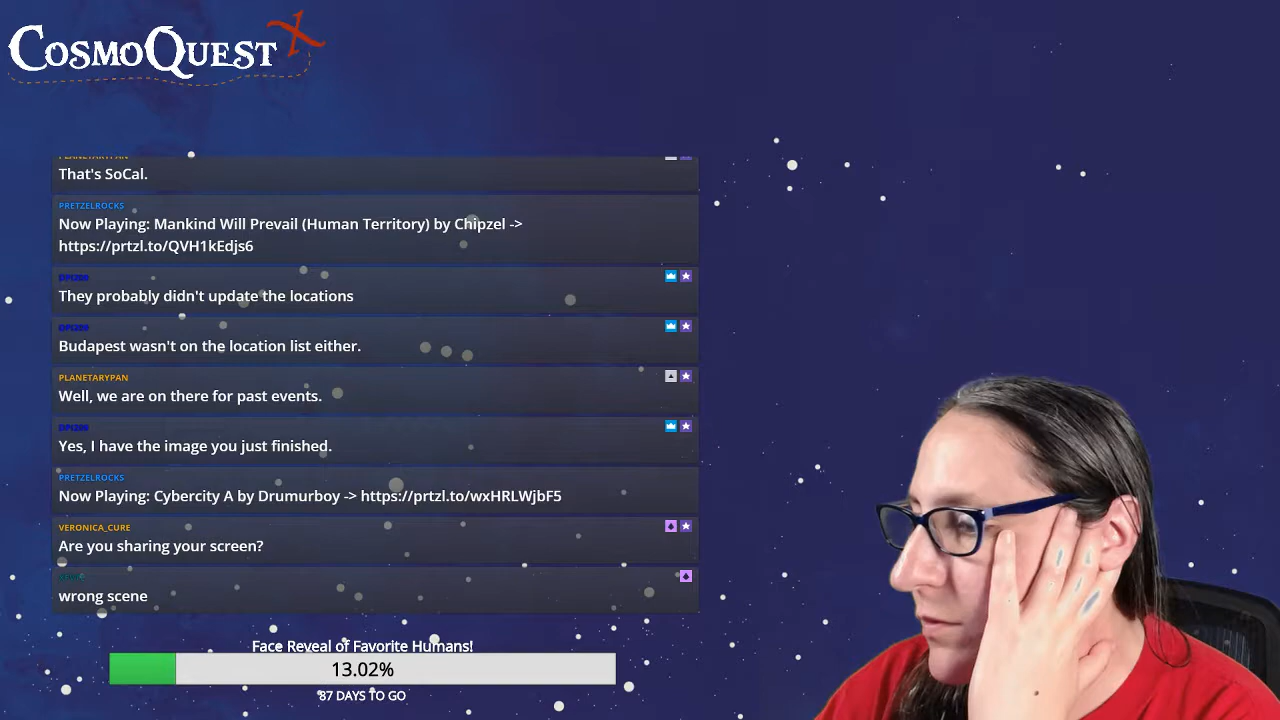 COSMOQUEST X
PLANETARYPAN
That's SoCal.
PRETZELROCKS
Now Playing: Mankind Will Prevail (Human Territory) by Chipzel ->
https://prtzl.to/QVH1kEdjs6
They probably didn't update the locations
Budapest wasn't on the location list either.
PLANETARYPAN
Well, we are on there for past events.
Yes, I have the image you just finished.
PRETZELROCKS
Now Playing: Cybercity A by Drumurboy -> https://prtzl.to/wxHRLWjbF5
VERONICA_CURE
Are you sharing your screen?
wrong scene
Face Reveal of Favorite Humans!
13.02%
87 DAYS TO GO